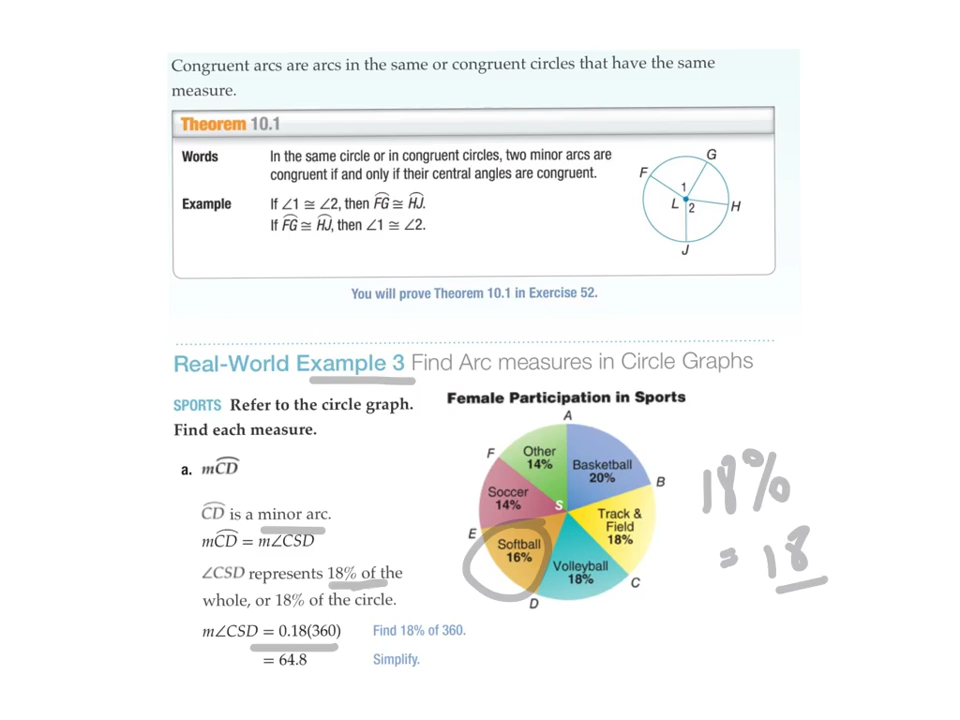 Congruent arcs are arcs in the same or congruent circles that have the same
measure.
Theorem 10.1
Words In the same circle or in congruent circles, two minor arcs are
congruent if and only if their central angles are congruent.
Example If ∠1 ≅ ∠2, then FG ≅ HJ.
If FG ≅ HJ, then ∠1 ≅ ∠2.
G
F
1
L 2 H
J
You will prove Theorem 10.1 in Exercise 52.
Real-World Example 3 Find Arc measures in Circle Graphs
SPORTS Refer to the circle graph.
Find each measure.
a. mCD
CD is a minor arc.
mCD = m∠CSD
∠CSD represents 18% of the
whole, or 18% of the circle.
m∠CSD = 0.18(360) Find 18% of 360.
= 64.8 Simplify.
Female Participation in Sports
A
F
Other
14%
Basketball
20%
B
Soccer
14%
S
Track &
Field
18%
E
Softball
16%
Volleyball
18%
C
D
18%
= 18